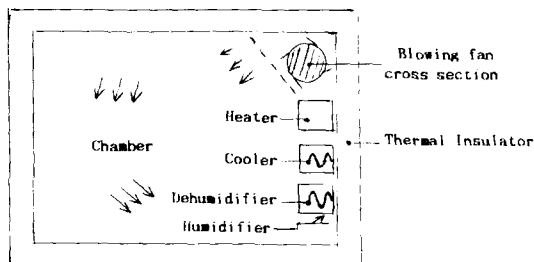 Blowing fan
cross section
Heater
Thermal Insulator
Chamber
Cooler
Dehumidifier
Humidifier